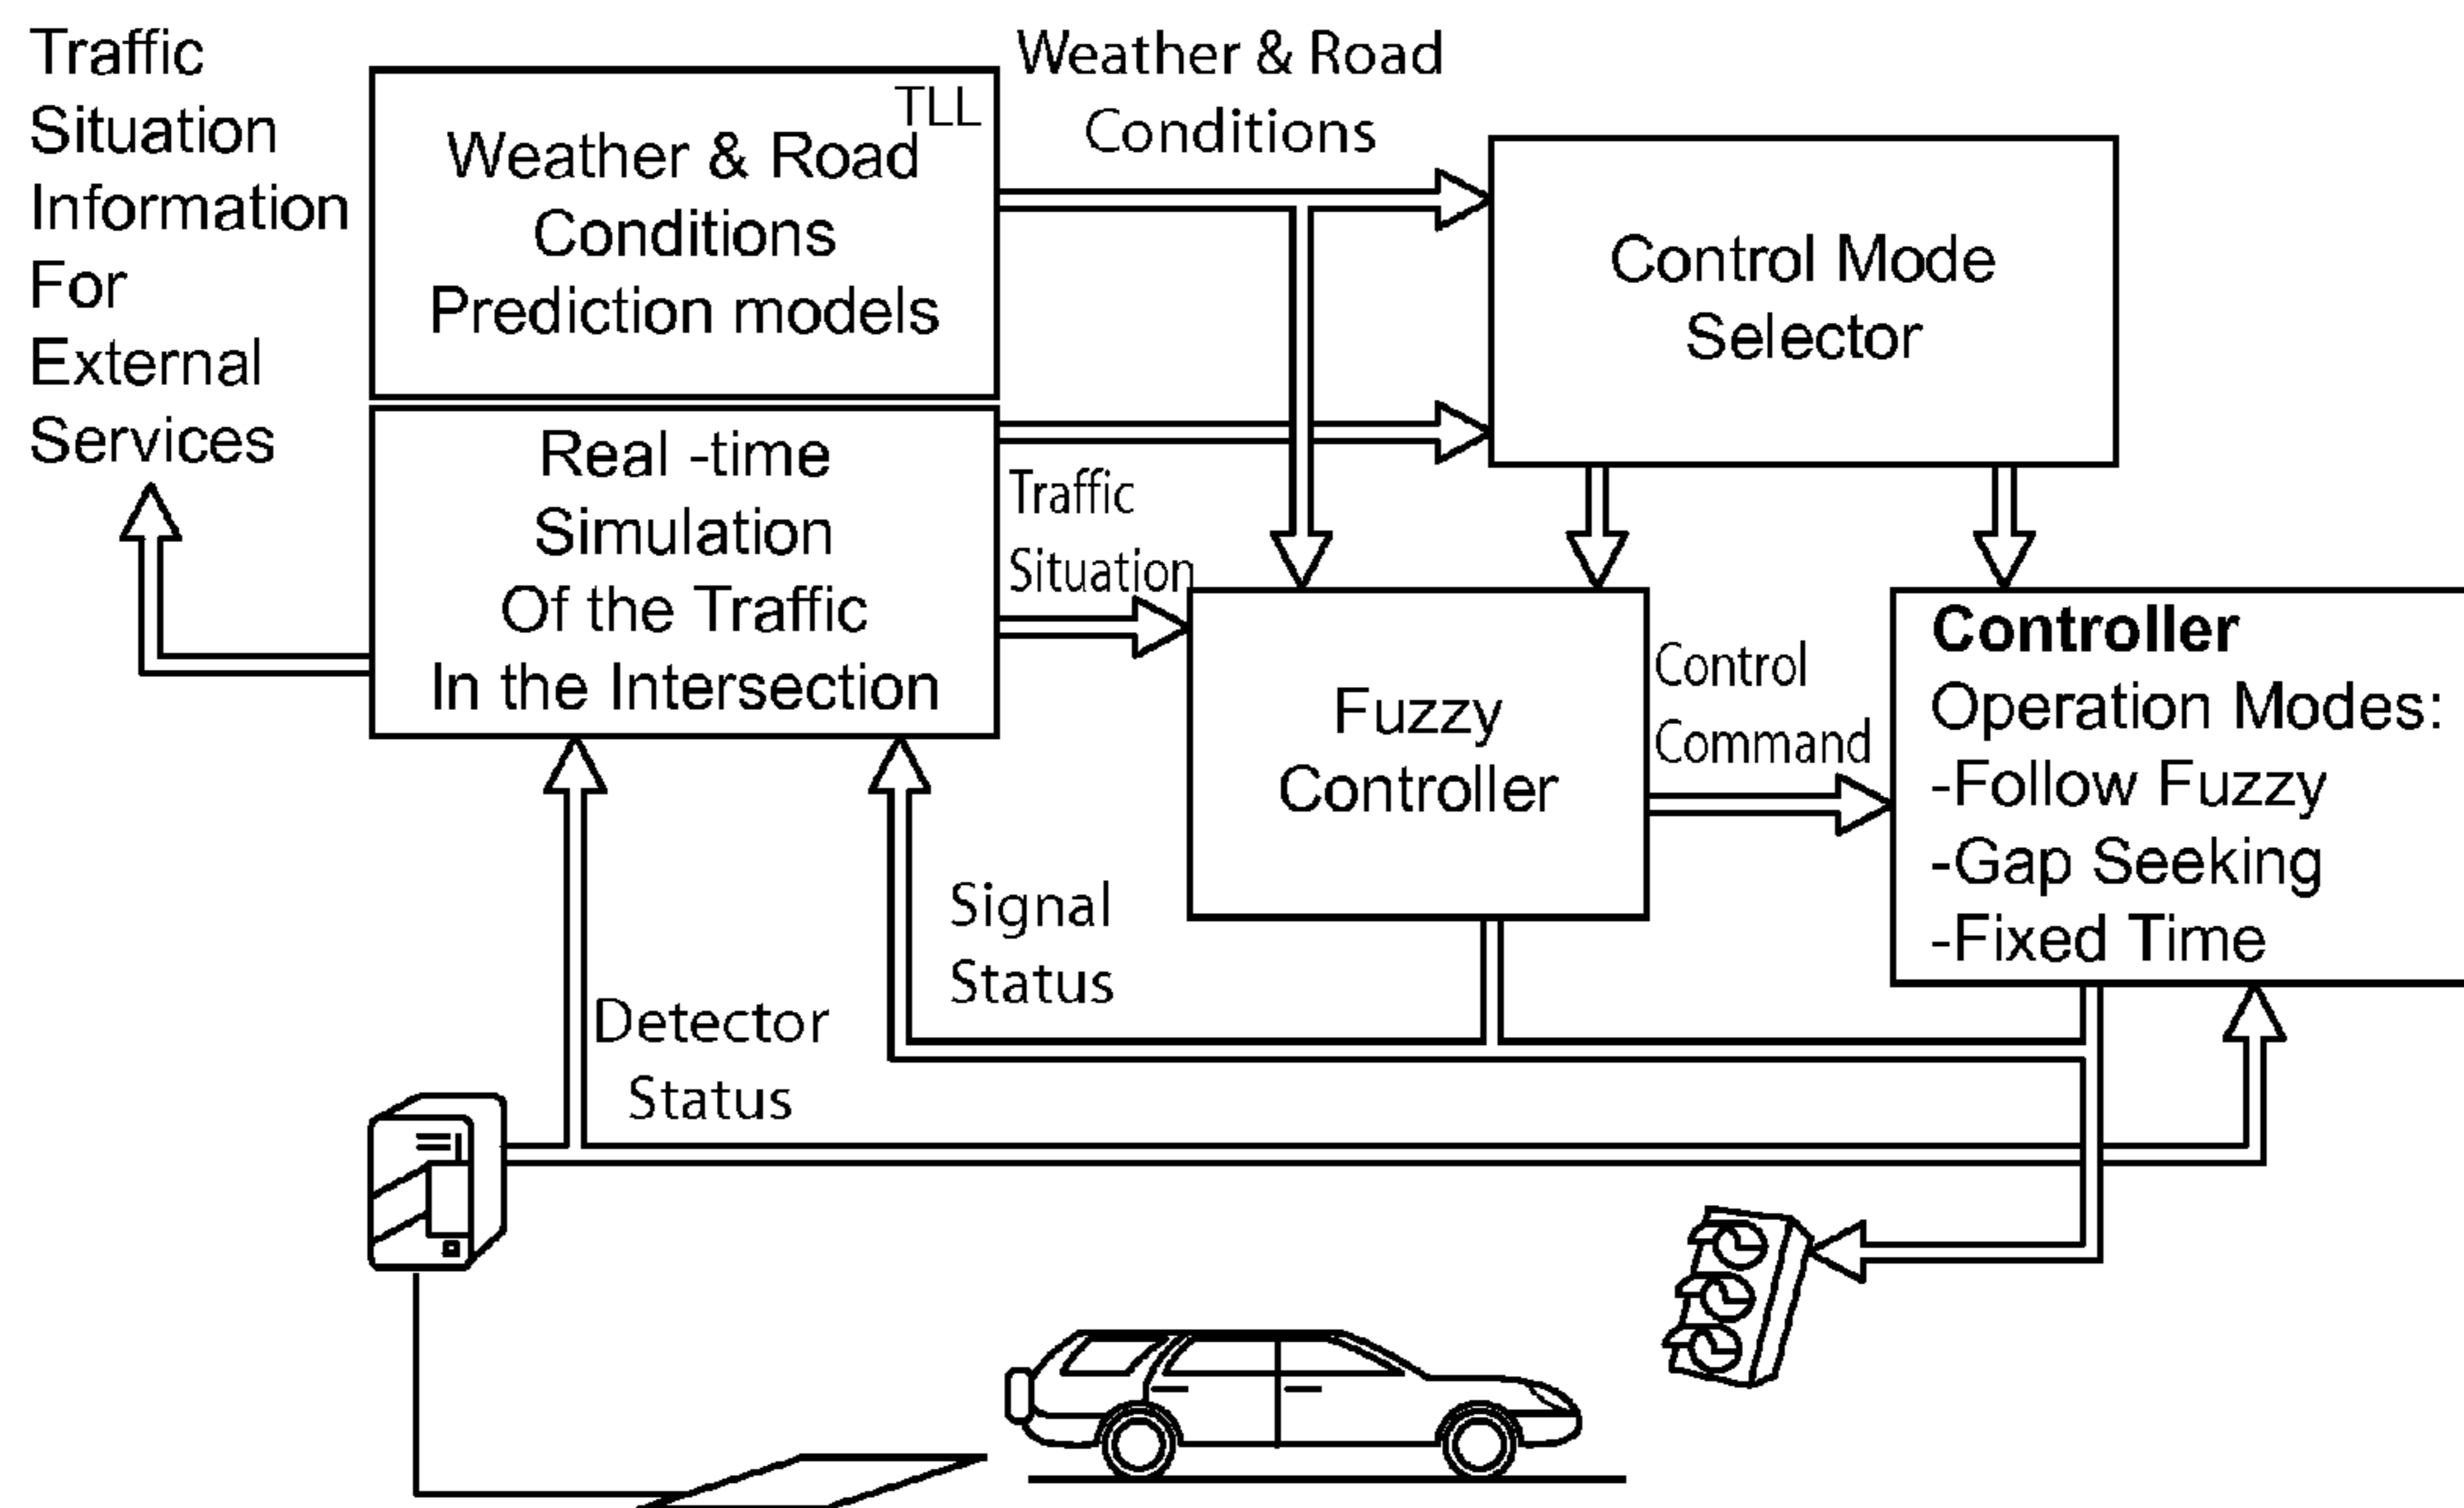 Traffic
Situation
Information
For
External
Services
TLL
Weather & Road
Conditions
Prediction models
Weather & Road
Conditions
Control Mode
Selector
Real -time
Simulation
Of the Traffic
In the Intersection
Traffic
Situation
Fuzzy
Controller
Control
Command
Controller
Operation Modes:
-Follow Fuzzy
-Gap Seeking
-Fixed Time
Signal
Status
Detector
Status